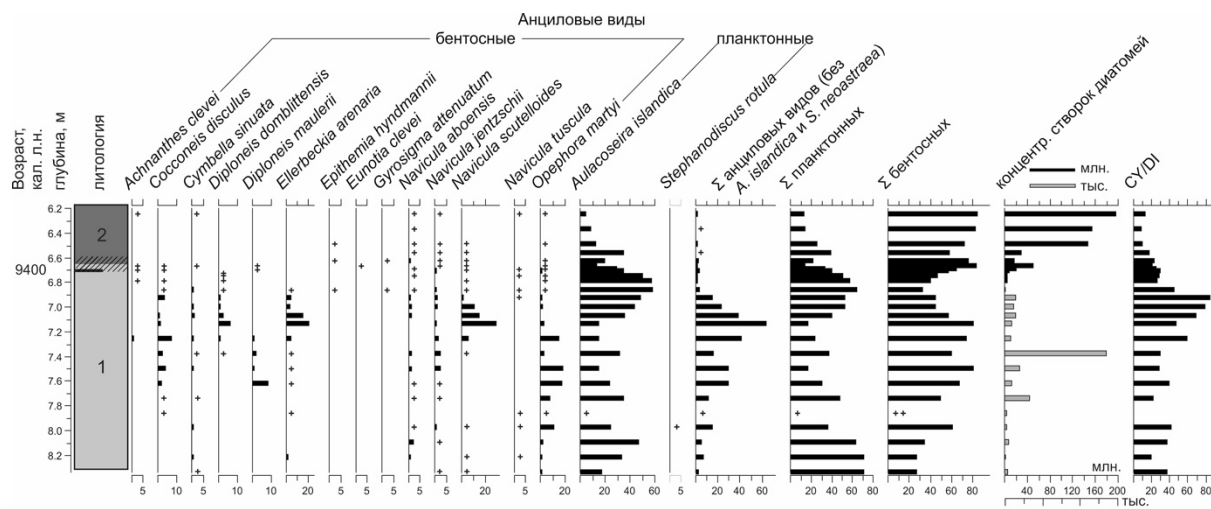 Анциловые виды
бентосные
планктонные
Возраст,
кал. л.н.
глубина, м
литология
Achnanthes clevei
Cocconeis disculus
Cymbella sinuata
Diploneis domblittensis
Diploneis maulerii
Ellerbeckia arenaria
Epithemia hyndmannii
Eunotia clevei
Gyrosigma attenuatum
Navicula aboensis
Navicula jentzschii
Navicula scutelloides
Navicula tuscula
Opephora martyi
Aulacoseira islandica
Stephanodiscus rotula
Σ анциловых видов (без
A. islandica и S. neoastraea)
Σ планктонных
Σ бентосных
концентр. створок диатомей
млн.
тыс.
CY/DI
6.2
6.4
6.6
9400
6.8
7.0
7.2
7.4
7.6
7.8
8.0
8.2
2
1
млн.
5 10 5 10 10 20 5 5 5 5 5 20 5 20 20 40 60 5 20 40 60 20 40 60 80 20 40 60 80 0 40 80 120 160 200 20 40 60 80
тыс.